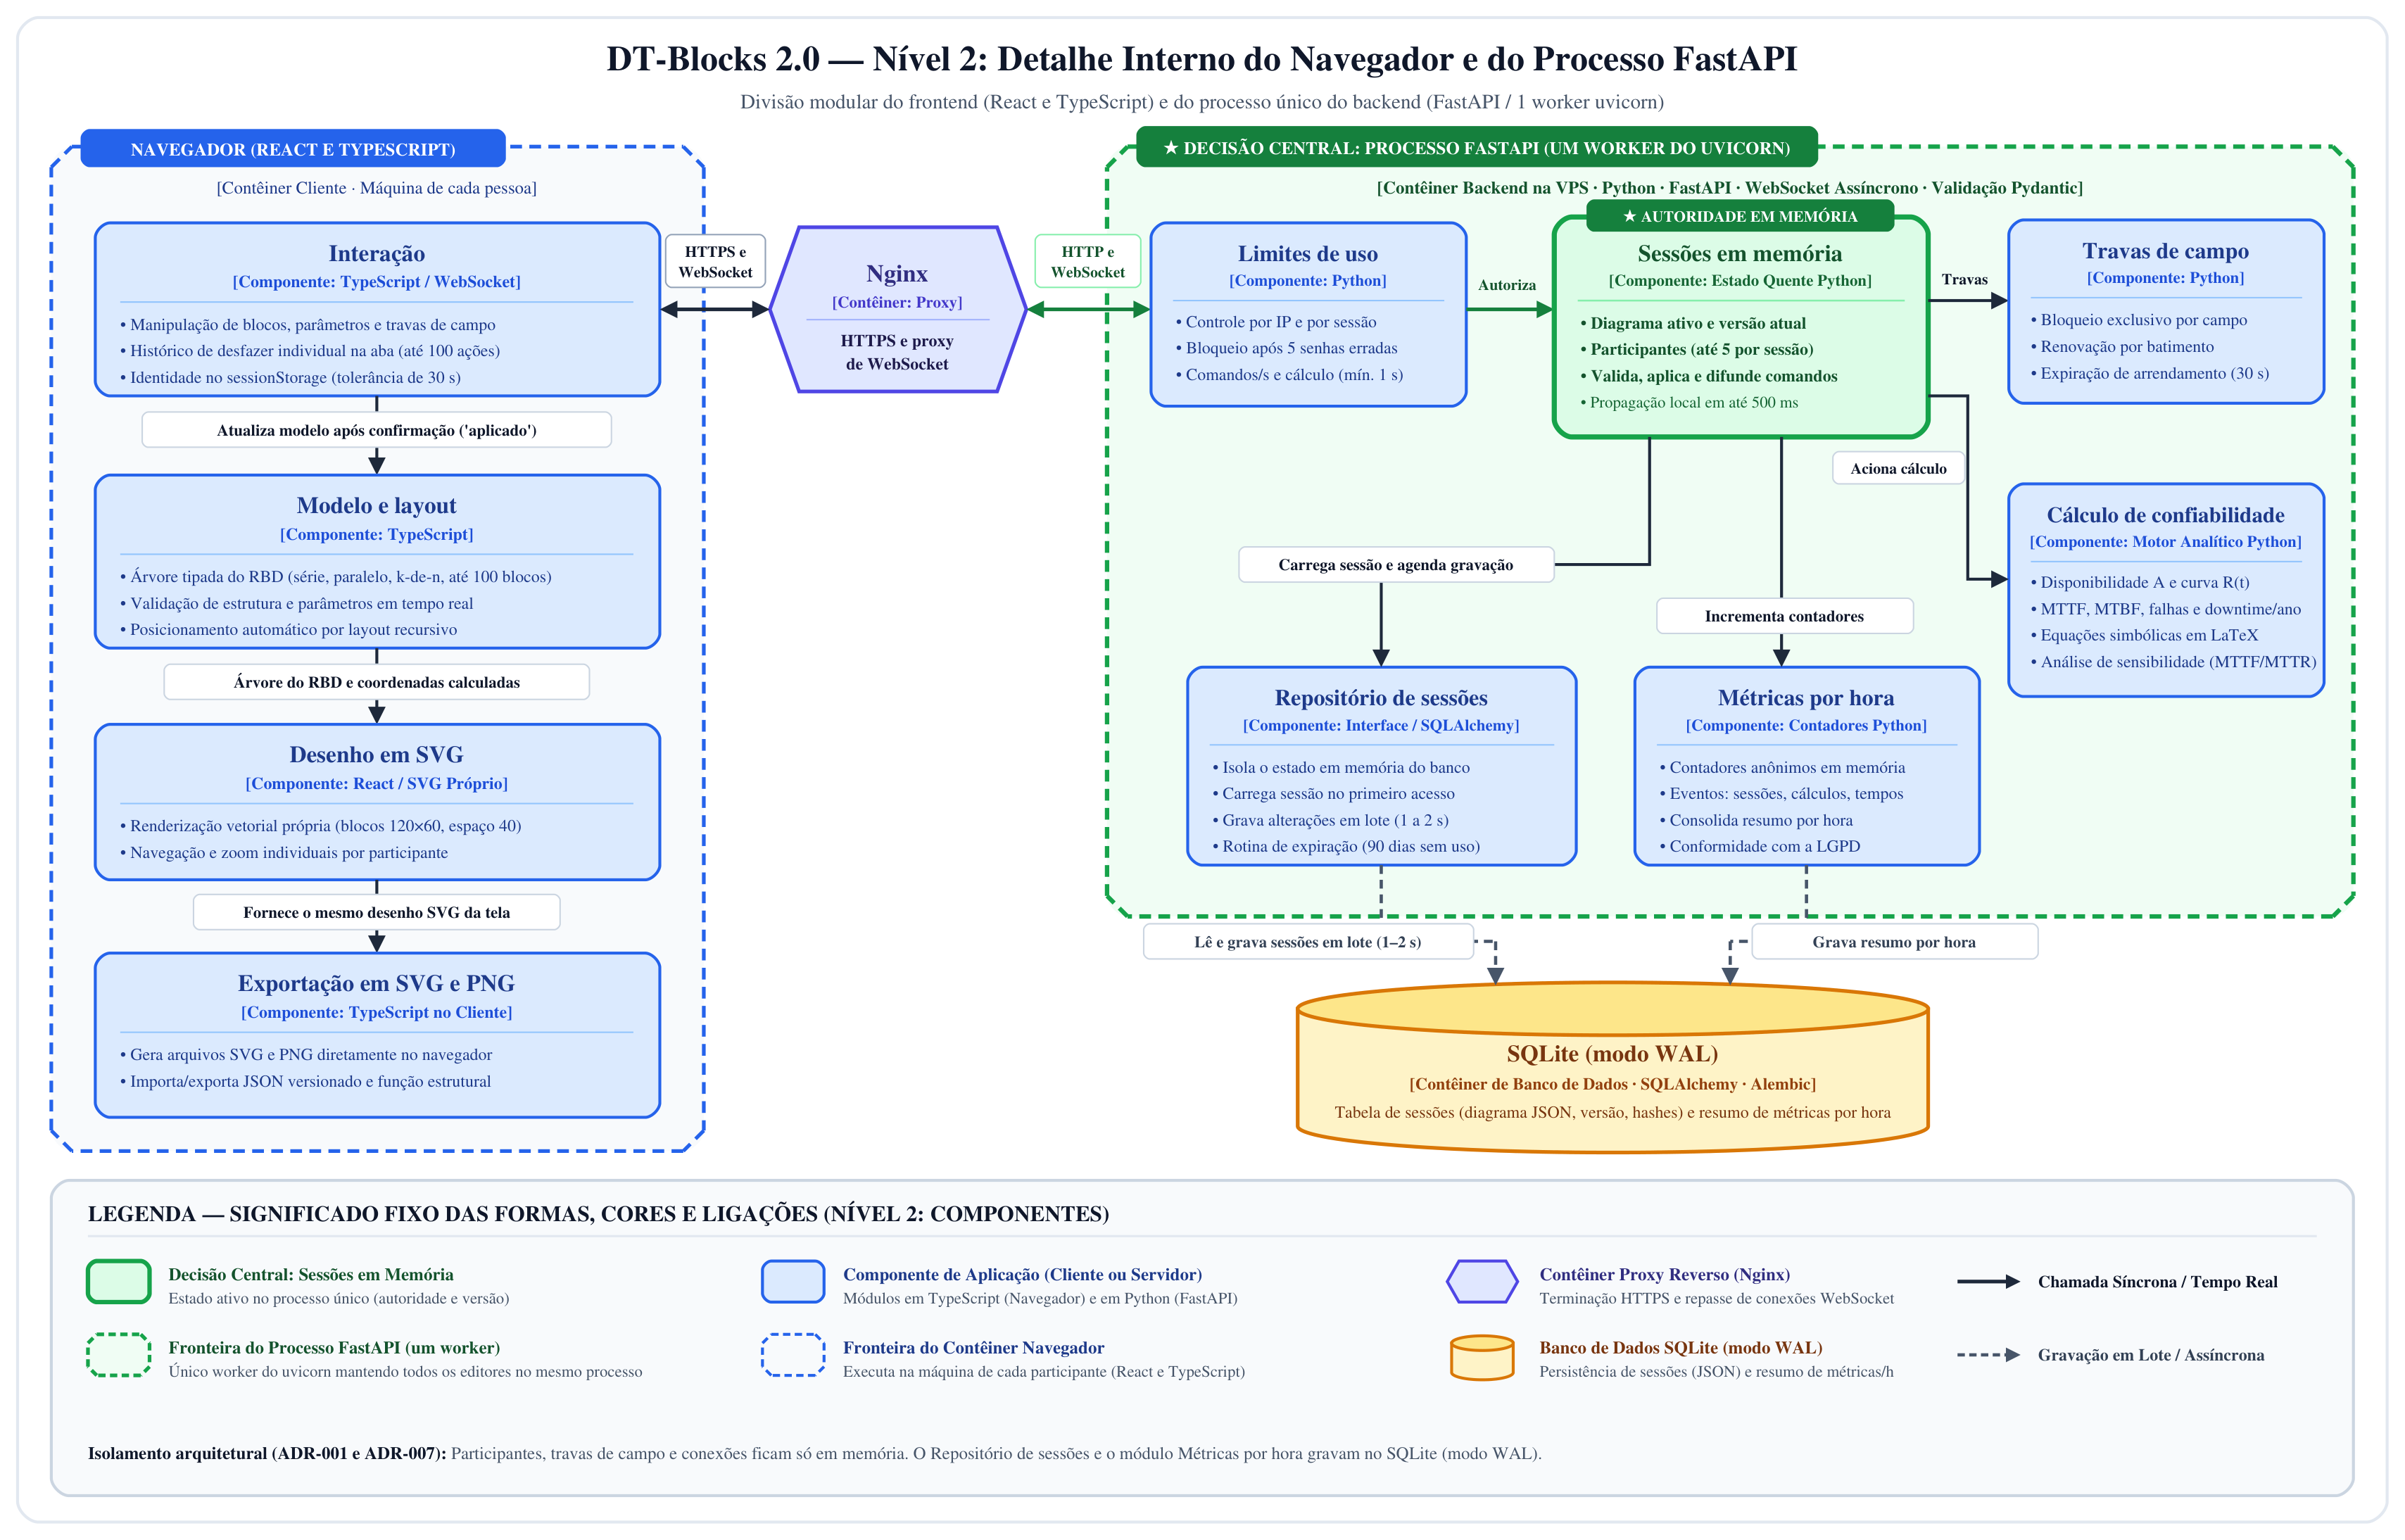 DT-Blocks 2.0 — Nível 2: Detalhe Interno do Navegador e do Processo FastAPI
Divisão modular do frontend (React e TypeScript) e do processo único do backend (FastAPI / 1 worker uvicorn)
NAVEGADOR (REACT E TYPESCRIPT)
[Contêiner Cliente · Máquina de cada pessoa]
Interação
[Componente: TypeScript / WebSocket]
• Manipulação de blocos, parâmetros e travas de campo
• Histórico de desfazer individual na aba (até 100 ações)
• Identidade no sessionStorage (tolerância de 30 s)
Atualiza modelo após confirmação ('aplicado')
Modelo e layout
[Componente: TypeScript]
• Árvore tipada do RBD (série, paralelo, k-de-n, até 100 blocos)
• Validação de estrutura e parâmetros em tempo real
• Posicionamento automático por layout recursivo
Árvore do RBD e coordenadas calculadas
Desenho em SVG
[Componente: React / SVG Próprio]
• Renderização vetorial própria (blocos 120×60, espaço 40)
• Navegação e zoom individuais por participante
Fornece o mesmo desenho SVG da tela
Exportação em SVG e PNG
[Componente: TypeScript no Cliente]
• Gera arquivos SVG e PNG diretamente no navegador
• Importa/exporta JSON versionado e função estrutural
HTTPS e
WebSocket
Nginx
[Contêiner: Proxy]
HTTPS e proxy
de WebSocket
HTTP e
WebSocket
★ DECISÃO CENTRAL: PROCESSO FASTAPI (UM WORKER DO UVICORN)
[Contêiner Backend na VPS · Python · FastAPI · WebSocket Assíncrono · Validação Pydantic]
Limites de uso
[Componente: Python]
• Controle por IP e por sessão
• Bloqueio após 5 senhas erradas
• Comandos/s e cálculo (mín. 1 s)
Autoriza
★ AUTORIDADE EM MEMÓRIA
Sessões em memória
[Componente: Estado Quente Python]
• Diagrama ativo e versão atual
• Participantes (até 5 por sessão)
• Valida, aplica e difunde comandos
• Propagação local em até 500 ms
Travas
Travas de campo
[Componente: Python]
• Bloqueio exclusivo por campo
• Renovação por batimento
• Expiração de arrendamento (30 s)
Aciona cálculo
Cálculo de confiabilidade
[Componente: Motor Analítico Python]
• Disponibilidade A e curva R(t)
• MTTF, MTBF, falhas e downtime/ano
• Equações simbólicas em LaTeX
• Análise de sensibilidade (MTTF/MTTR)
Carrega sessão e agenda gravação
Incrementa contadores
Repositório de sessões
[Componente: Interface / SQLAlchemy]
• Isola o estado em memória do banco
• Carrega sessão no primeiro acesso
• Grava alterações em lote (1 a 2 s)
• Rotina de expiração (90 dias sem uso)
Métricas por hora
[Componente: Contadores Python]
• Contadores anônimos em memória
• Eventos: sessões, cálculos, tempos
• Consolida resumo por hora
• Conformidade com a LGPD
Lê e grava sessões em lote (1–2 s)
Grava resumo por hora
SQLite (modo WAL)
[Contêiner de Banco de Dados · SQLAlchemy · Alembic]
Tabela de sessões (diagrama JSON, versão, hashes) e resumo de métricas por hora
LEGENDA — SIGNIFICADO FIXO DAS FORMAS, CORES E LIGAÇÕES (NÍVEL 2: COMPONENTES)
Decisão Central: Sessões em Memória
Estado ativo no processo único (autoridade e versão)
Componente de Aplicação (Cliente ou Servidor)
Módulos em TypeScript (Navegador) e em Python (FastAPI)
Contêiner Proxy Reverso (Nginx)
Terminação HTTPS e repasse de conexões WebSocket
Chamada Síncrona / Tempo Real
Fronteira do Processo FastAPI (um worker)
Único worker do uvicorn mantendo todos os editores no mesmo processo
Fronteira do Contêiner Navegador
Executa na máquina de cada participante (React e TypeScript)
Banco de Dados SQLite (modo WAL)
Persistência de sessões (JSON) e resumo de métricas/h
Gravação em Lote / Assíncrona
Isolamento arquitetural (ADR-001 e ADR-007): Participantes, travas de campo e conexões ficam só em memória. O Repositório de sessões e o módulo Métricas por hora gravam no SQLite (modo WAL).